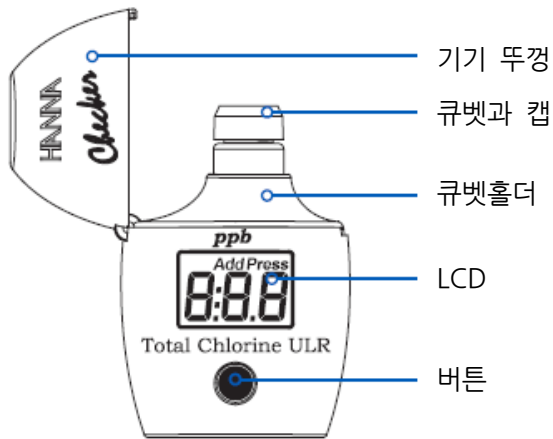 기기 뚜껑
큐벳과 캡
HANNA
Checker
큐벳홀더
ppb
Add Press
8:8.8
LCD
Total Chlorine ULR
버튼